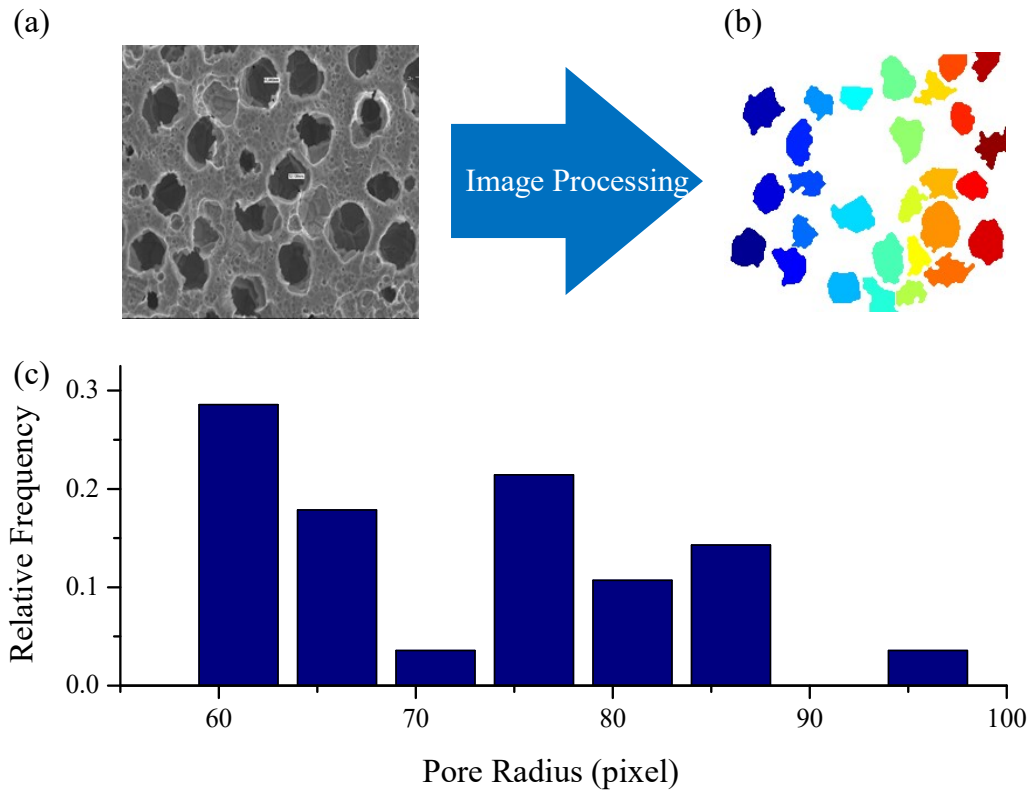 (a)
(b)
Image Processing
(c)
0.3
0.2
0.1
0.0
Relative Frequency
60
70
80
90
100
Pore Radius (pixel)